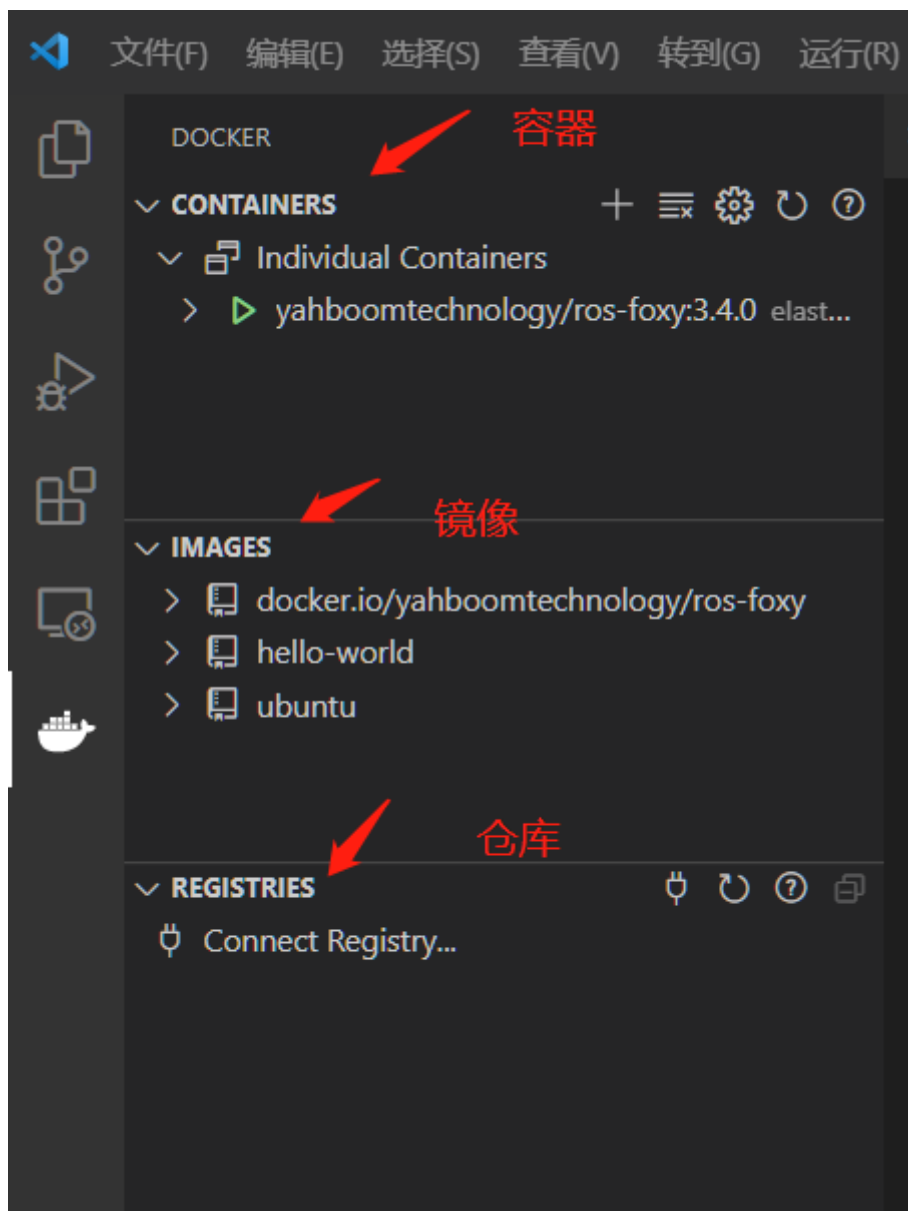 文件(F) 编辑(E) 选择(S) 查看(V) 转到(G) 运行(R)
DOCKER
容器
CONTAINERS
Individual Containers
yahboomtechnology/ros-foxy:3.4.0 elast...
镜像
IMAGES
docker.io/yahboomtechnology/ros-foxy
hello-world
ubuntu
仓库
REGISTRIES
Connect Registry...